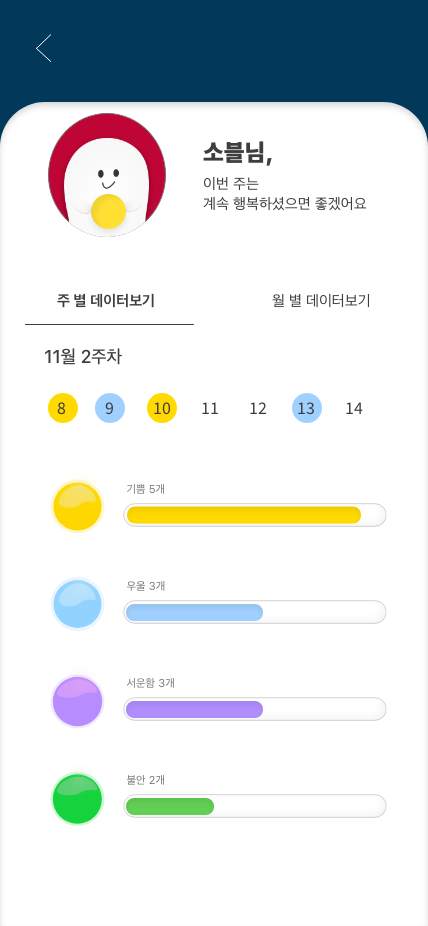 소블님,
이번 주는
계속 행복하셨으면 좋겠어요
주 별 데이터보기 월 별 데이터보기
11월 2주차
8 9 10 11 12 13 14
기쁨 5개
우울 3개
서운함 3개
불안 2개